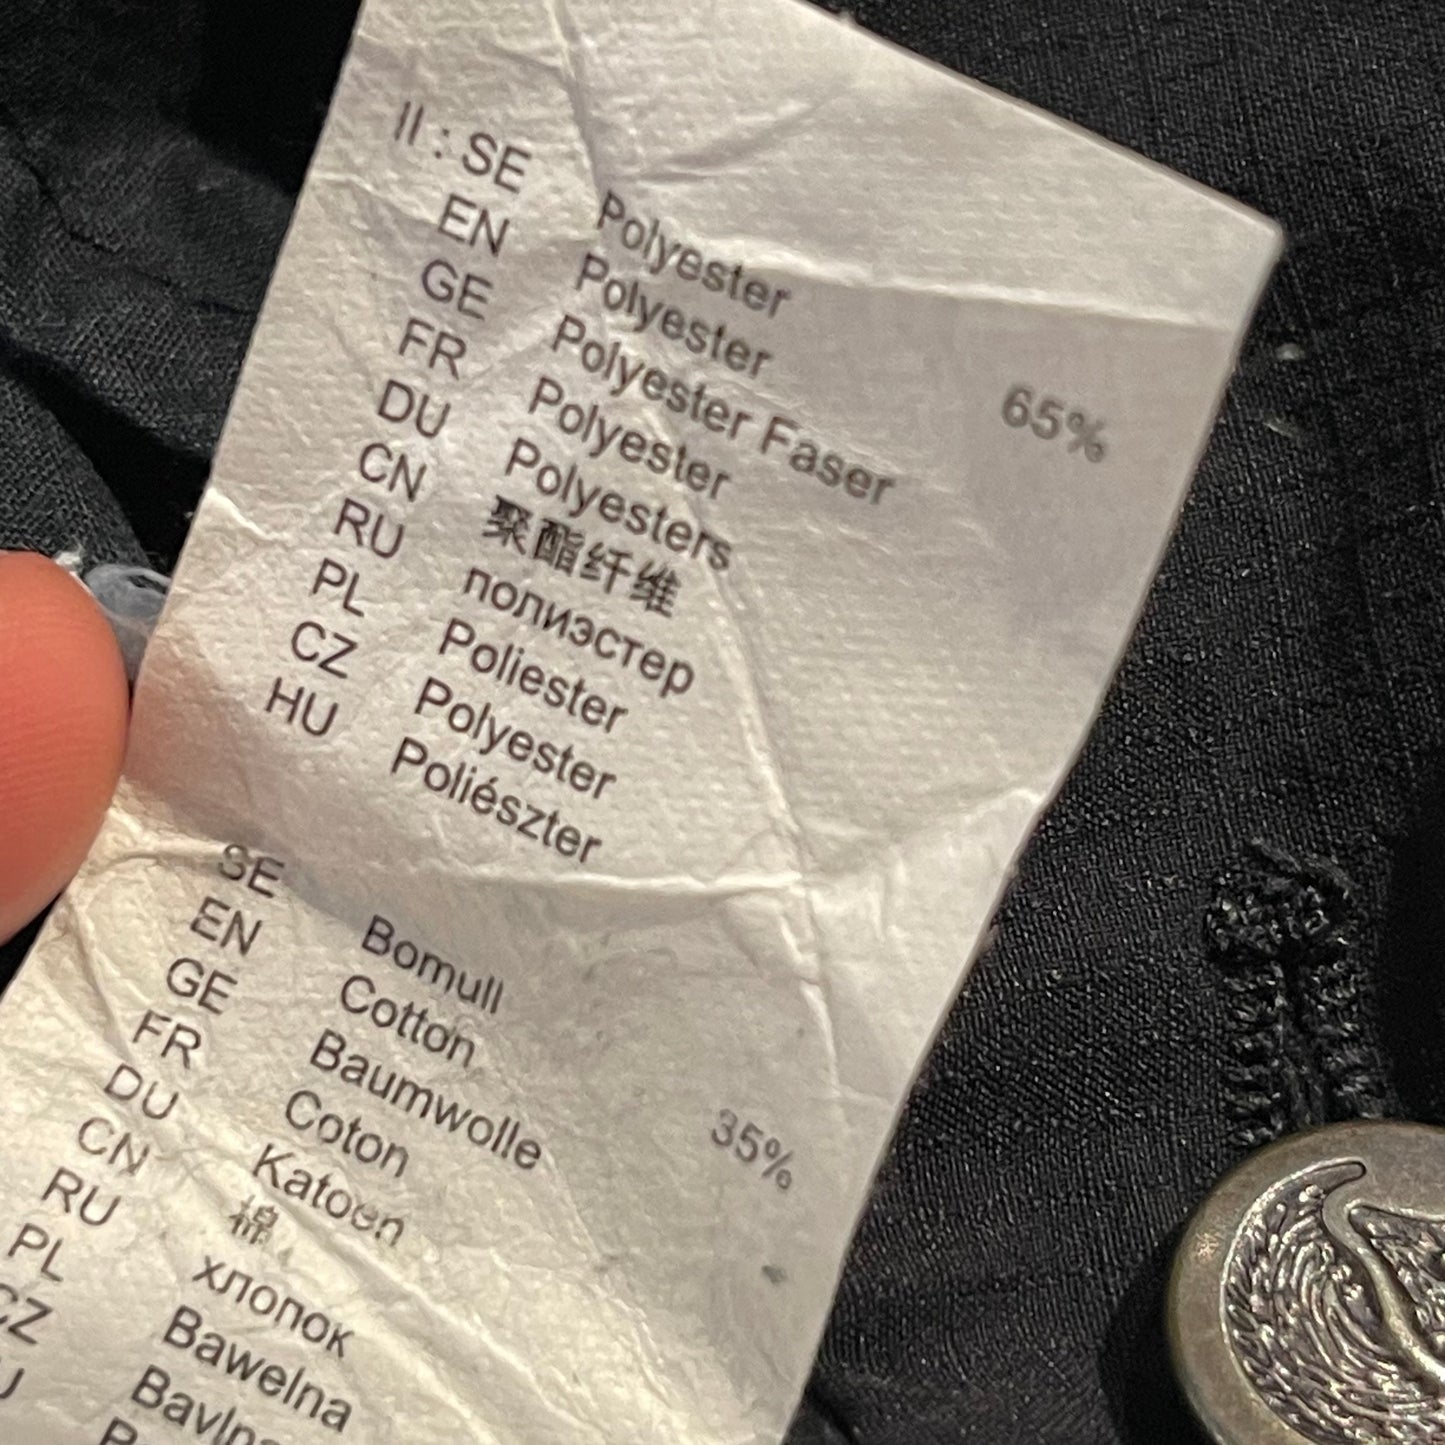 II : SE Polyester 65%
EN Polyester
GE Polyester Faser
FR Polyester
DU Polyesters
CN 聚酯纤维
RU полиэстер
PL Poliester
CZ Polyester
HU Poliészter
SE Bomull 35%
EN Cotton
GE Baumwolle
FR Coton
DU Katoen
CN 棉
RU хлопок
PL Bawelna
CZ Bavlna